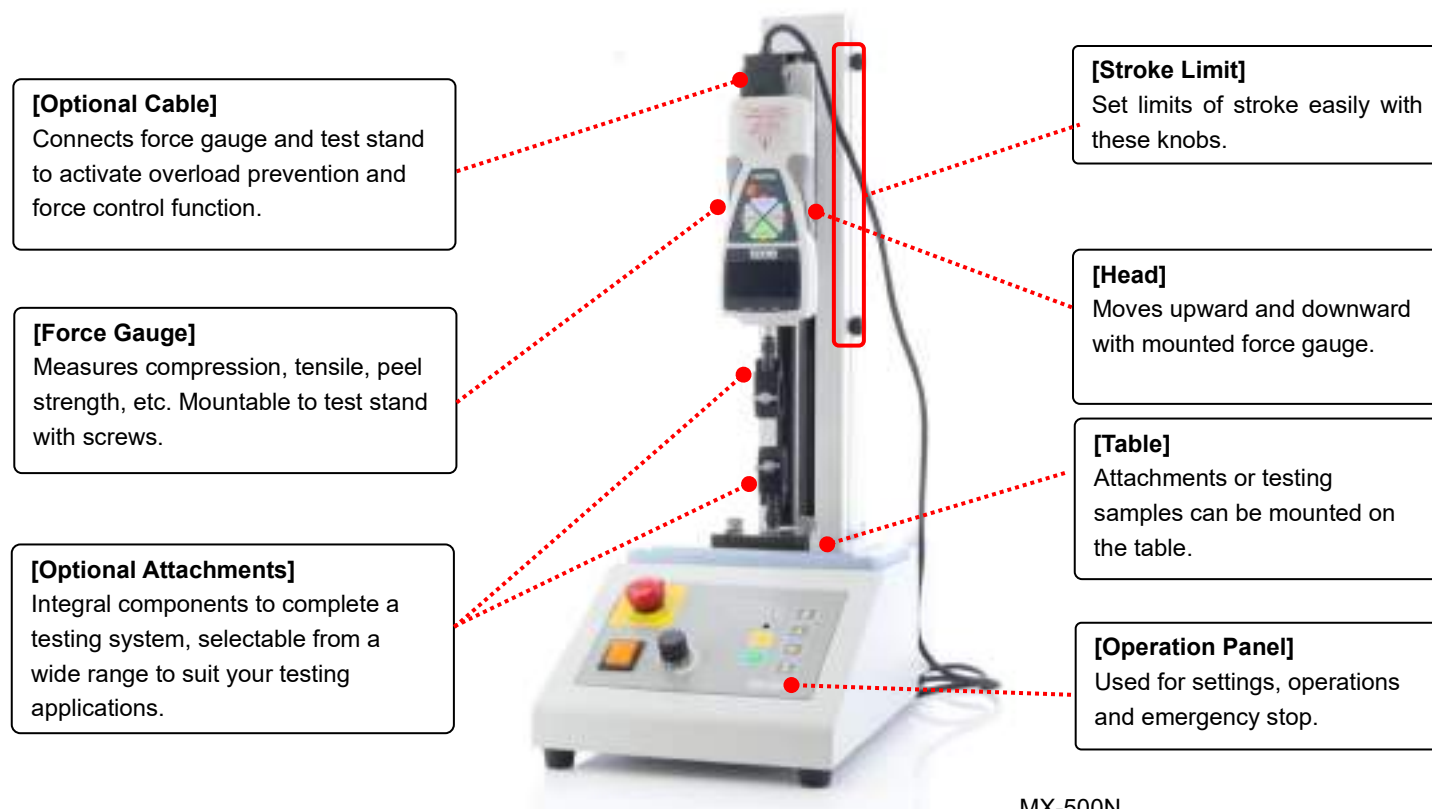 [Optional Cable]
Connects force gauge and test stand
to activate overload prevention and
force control function.
[Force Gauge]
Measures compression, tensile, peel
strength, etc. Mountable to test stand
with screws.
[Optional Attachments]
Integral components to complete a
testing system, selectable from a
wide range to suit your testing
applications.
[Stroke Limit]
Set limits of stroke easily with
these knobs.
[Head]
Moves upward and downward
with mounted force gauge.
[Table]
Attachments or testing
samples can be mounted on
the table.
[Operation Panel]
Used for settings, operations
and emergency stop.
MX-500N